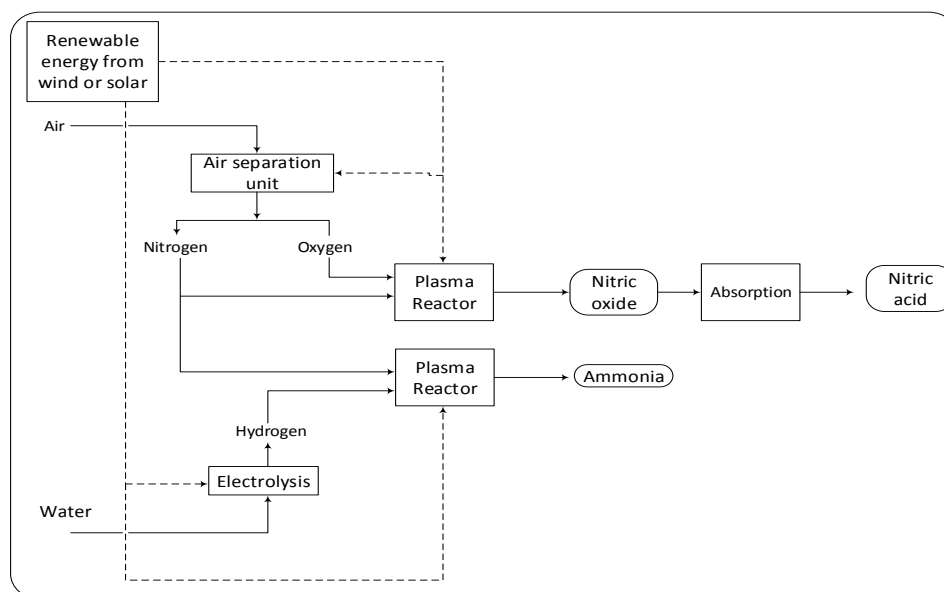 Renewable
energy from
wind or solar
Air
Air separation
unit
Nitrogen
Oxygen
Plasma
Reactor
Nitric
oxide
Absorption
Nitric
acid
Plasma
Reactor
Ammonia
Hydrogen
Electrolysis
Water